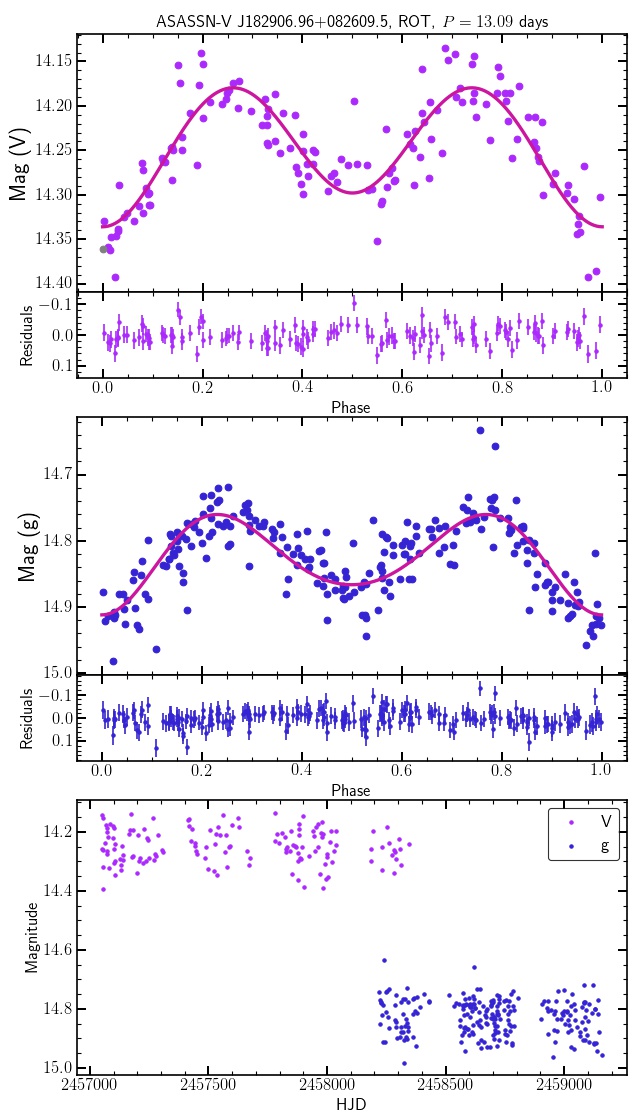 ASASSN-V J182906.96+082609.5, ROT, P = 13.09 days
14.15
14.20
14.25
14.30
14.35
14.40
Mag (V)
−0.1
0.0
0.1
Residuals
0.0 0.2 0.4 0.6 0.8 1.0
Phase
14.7
14.8
14.9
15.0
Mag (g)
−0.1
0.0
0.1
Residuals
0.0 0.2 0.4 0.6 0.8 1.0
Phase
V
g
14.2
14.4
14.6
14.8
15.0
Magnitude
2457000 2457500 2458000 2458500 2459000
HJD